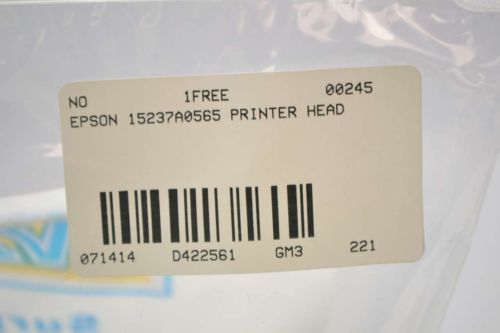 NO 1FREE 00245
EPSON 15237A0565 PRINTER HEAD
071414 D422561 GM3 221